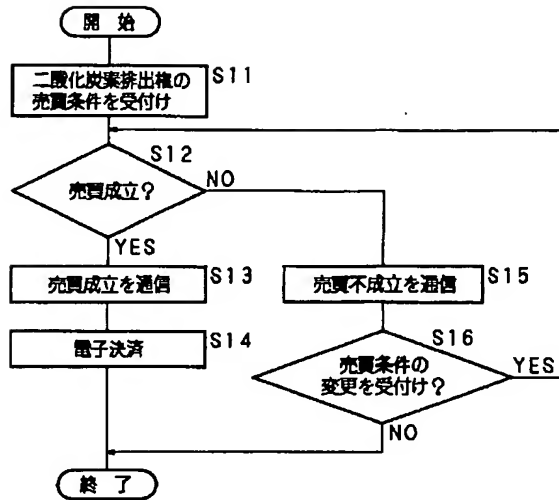 開 始
二酸化炭素排出権の
売買条件を受付け
S11
S12
売買成立?
NO
YES
売買成立を通信
S13
売買不成立を通信
S15
電子決済
S14
S16
売買条件の
変更を受付け?
YES
NO
終 了